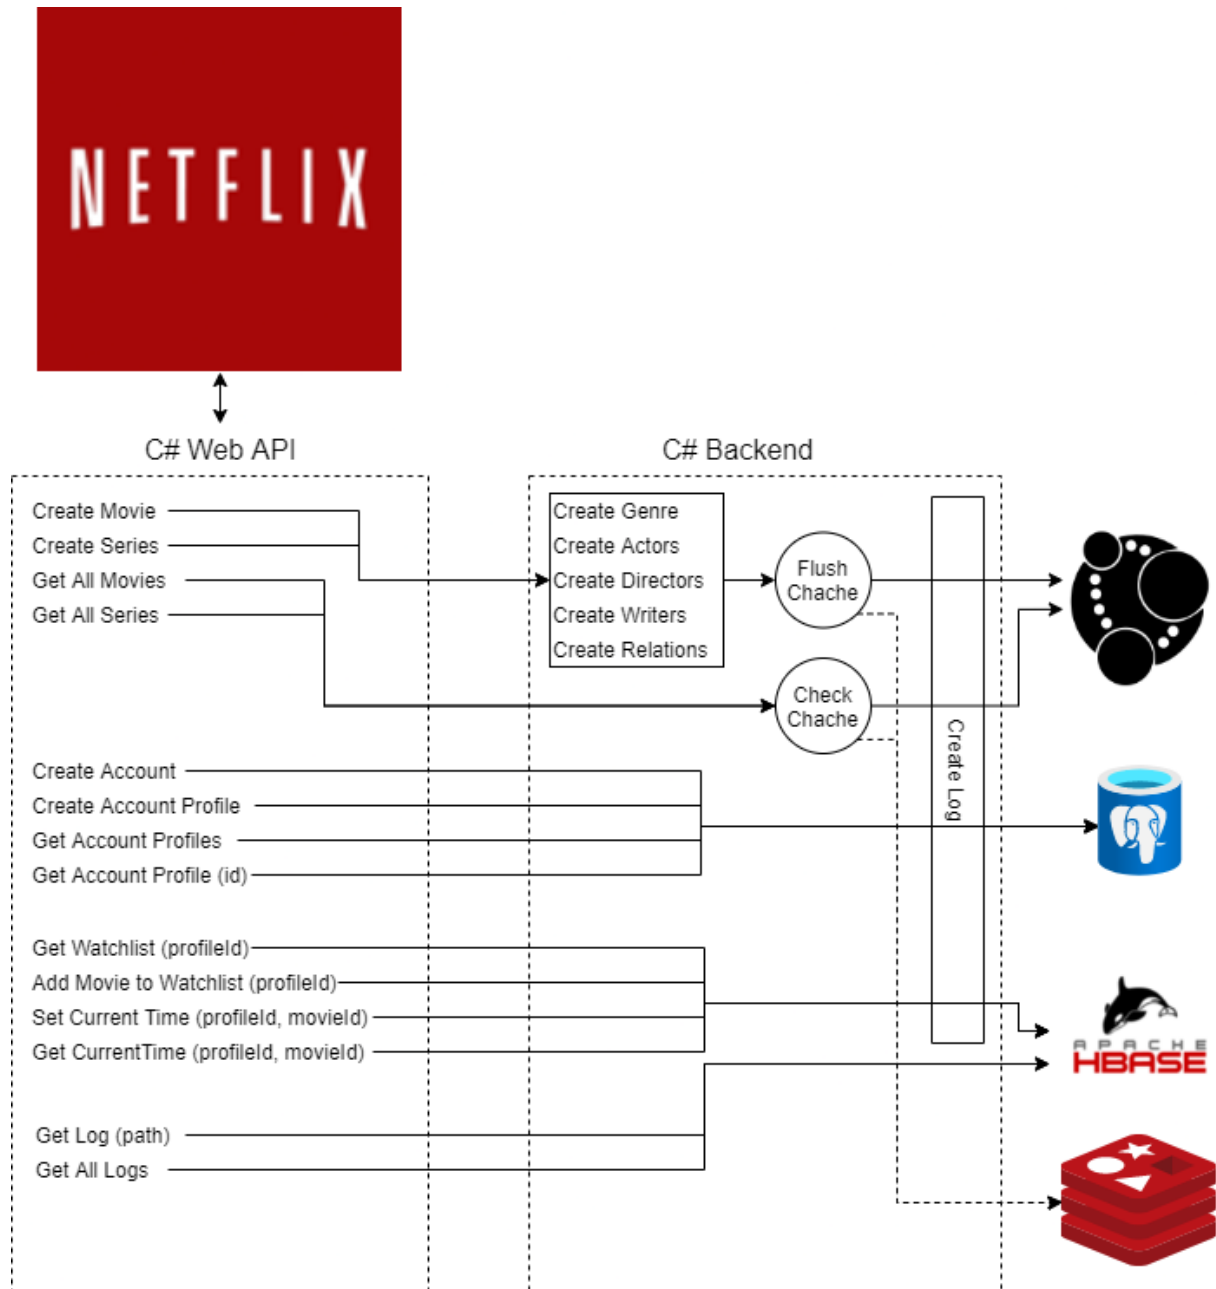 NETFLIX
C# Web API
C# Backend
Create Movie
Create Series
Get All Movies
Get All Series
Create Genre
Create Actors
Create Directors
Create Writers
Create Relations
Flush
Chache
Check
Chache
Create Log
Create Account
Create Account Profile
Get Account Profiles
Get Account Profile (id)
Get Watchlist (profileId)
Add Movie to Watchlist (profileId)
Set Current Time (profileId, movieId)
Get CurrentTime (profileId, movieId)
Get Log (path)
Get All Logs
APACHE
HBASE